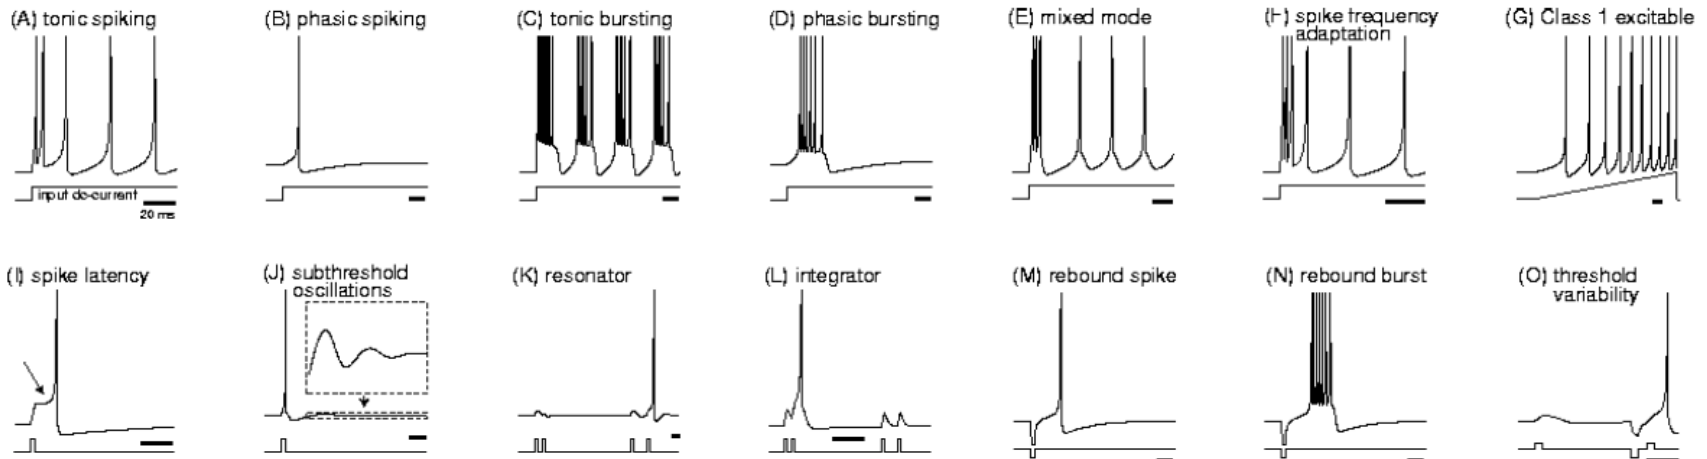 (A) tonic spiking
(B) phasic spiking
(C) tonic bursting
(D) phasic bursting
(E) mixed mode
(F) spike frequency
adaptation
(G) Class 1 excitable
input dc-current
20 ms
(I) spike latency
(J) subthreshold
oscillations
(K) resonator
(L) integrator
(M) rebound spike
(N) rebound burst
(O) threshold
variability